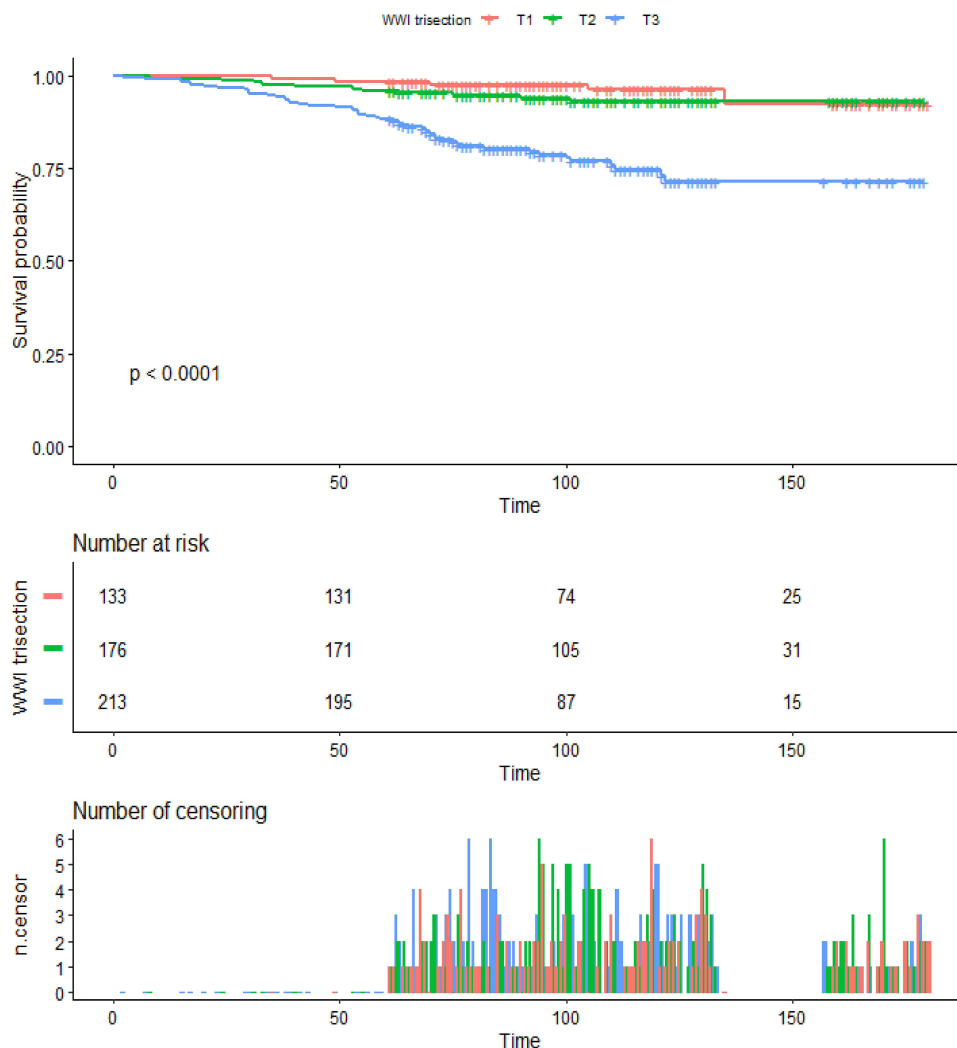 WWI trisection T1 T2 T3
1.00
0.75
0.50
0.25
0.00
Survival probability
p < 0.0001
0 50 100 150
Time
Number at risk
WWI trisection
133 131 74 25
176 171 105 31
213 195 87 15
0 50 100 150
Time
Number of censoring
n.censor
6
5
4
3
2
1
0
0 50 100 150
Time